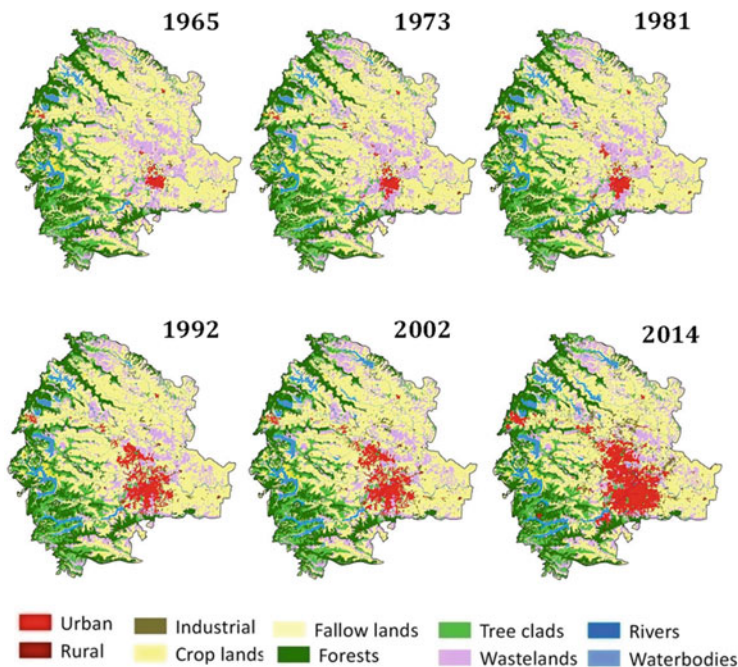 1965 1973 1981
1992 2002 2014
Urban Industrial Fallow lands Tree clads Rivers
Rural Crop lands Forests Wastelands Waterbodies